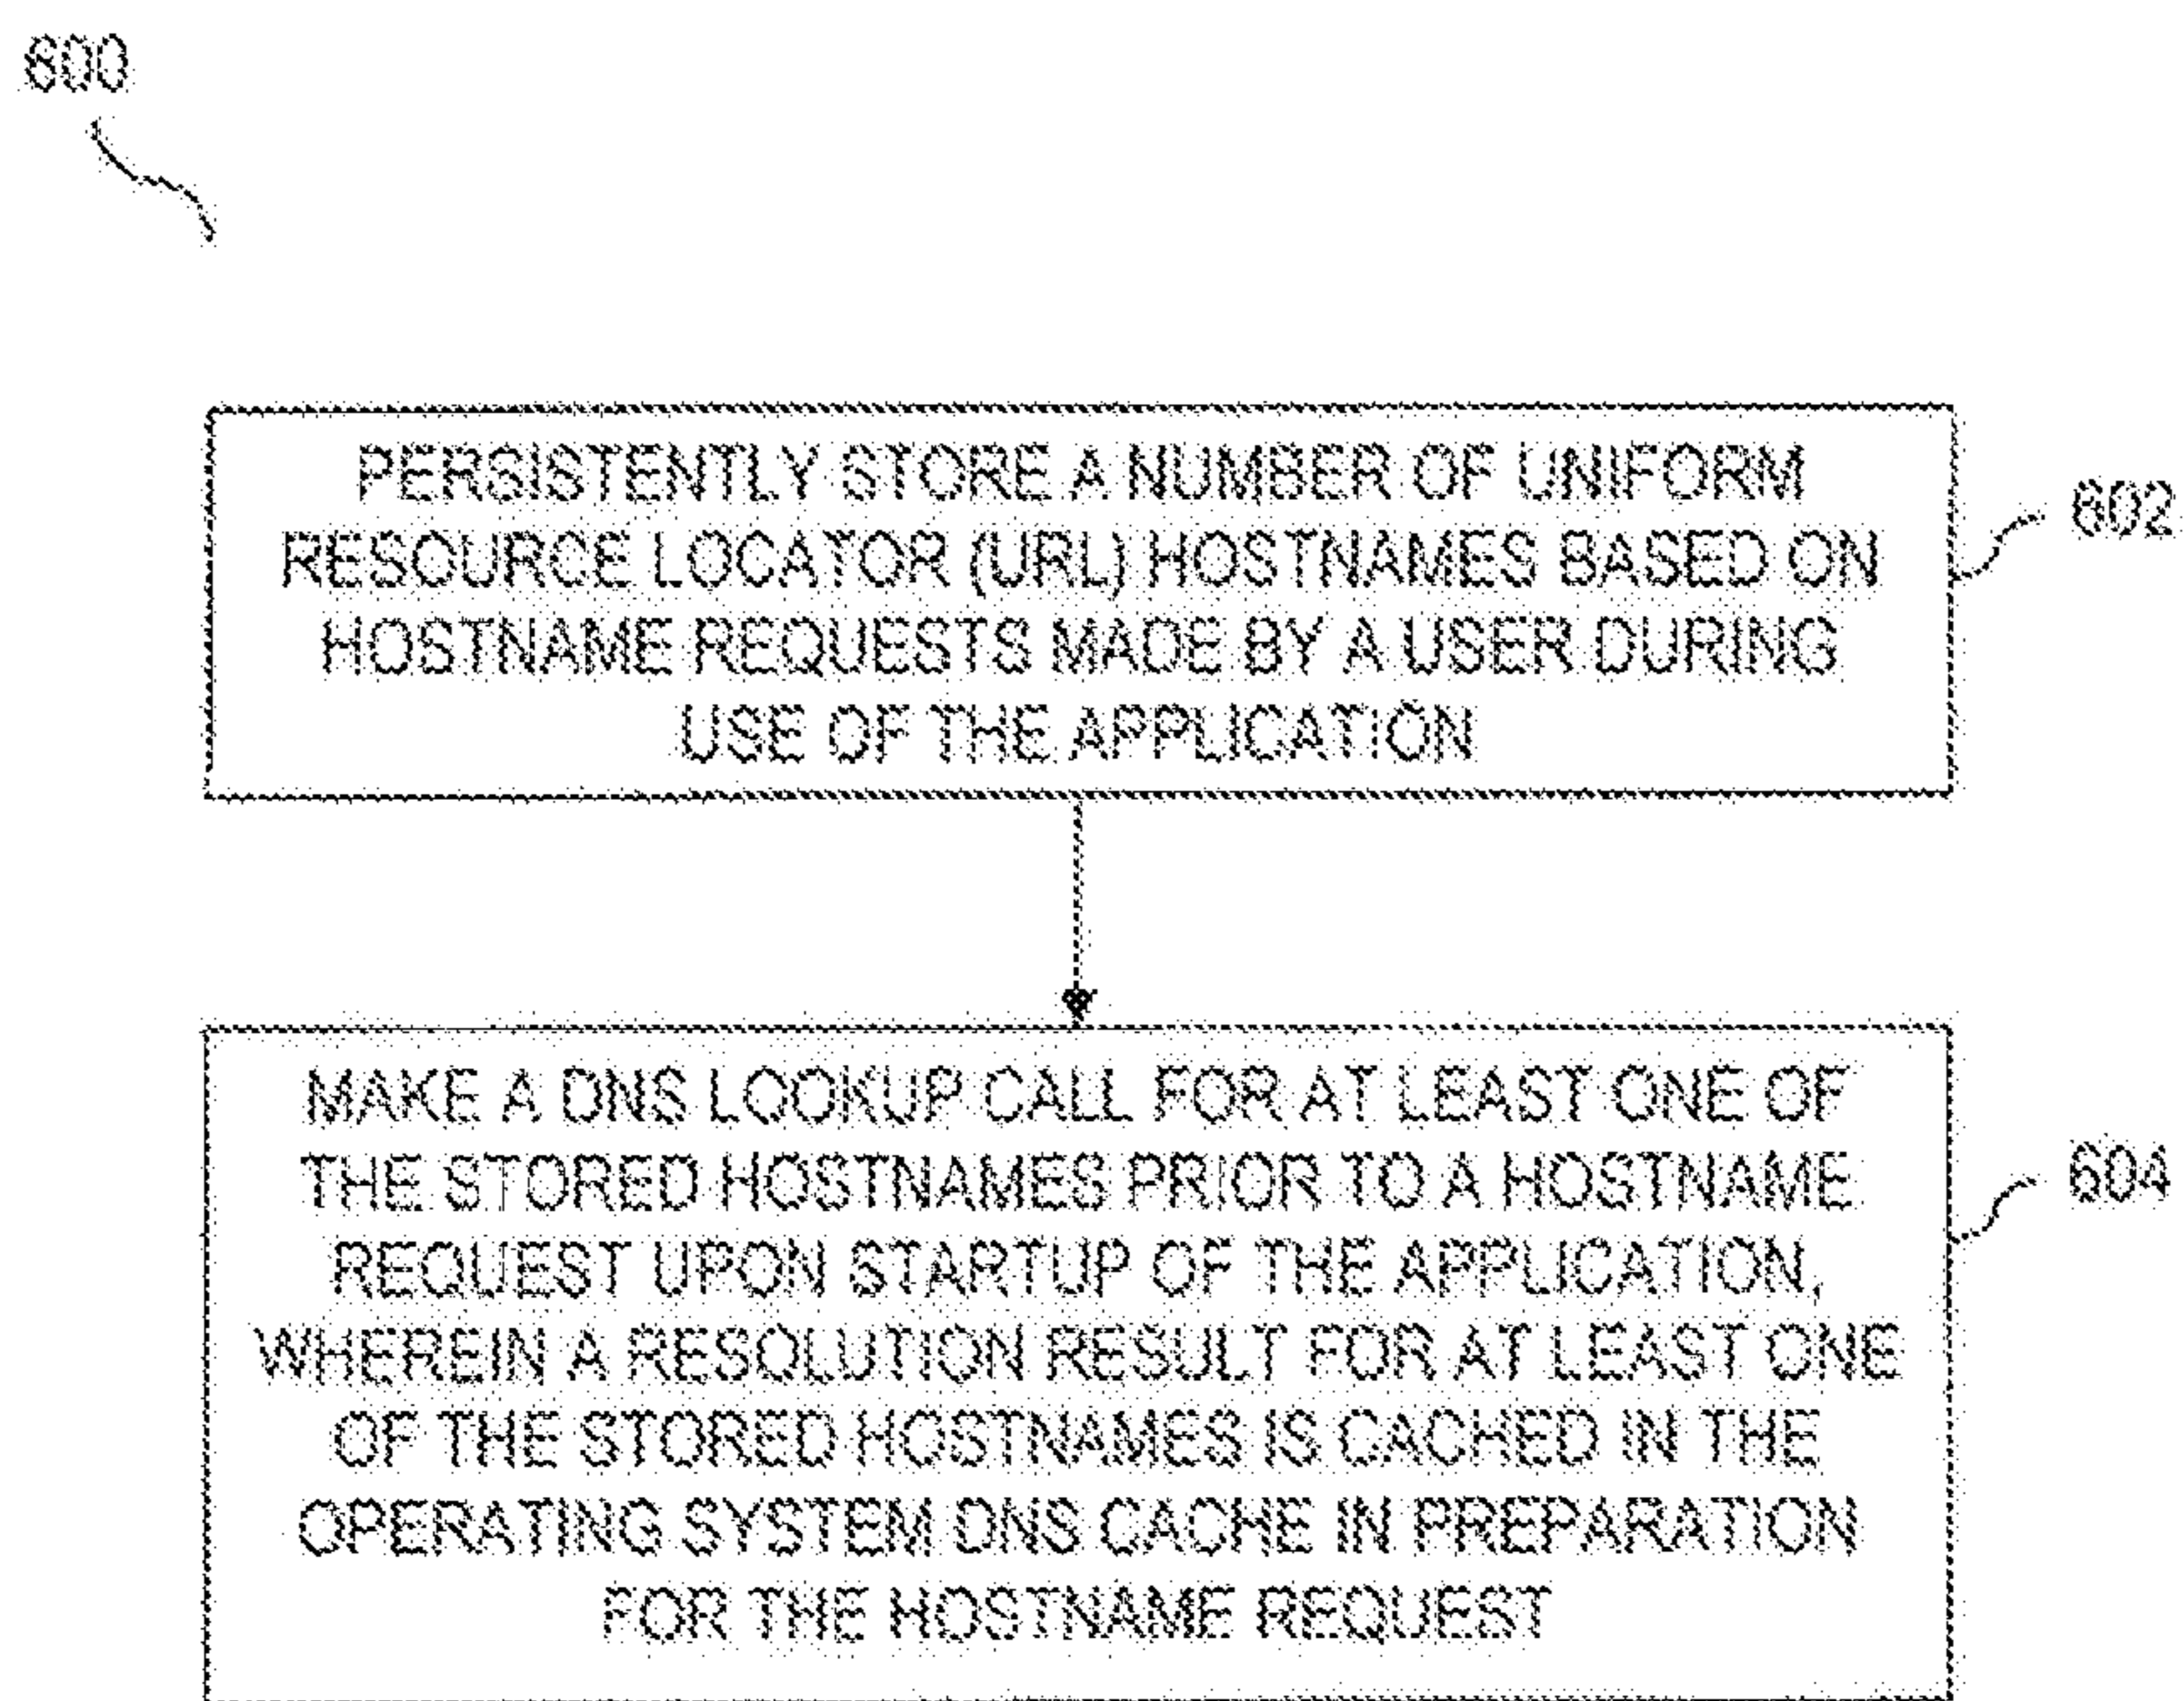 600
PERSISTENTLY STORE A NUMBER OF UNIFORM
RESOURCE LOCATOR (URL) HOSTNAMES BASED ON
HOSTNAME REQUESTS MADE BY A USER DURING
USE OF THE APPLICATION
602
MAKE A DNS LOOKUP CALL FOR AT LEAST ONE OF
THE STORED HOSTNAMES PRIOR TO A HOSTNAME
REQUEST UPON STARTUP OF THE APPLICATION,
WHEREIN A RESOLUTION RESULT FOR AT LEAST ONE
OF THE STORED HOSTNAMES IS CACHED IN THE
OPERATING SYSTEM DNS CACHE IN PREPARATION
FOR THE HOSTNAME REQUEST
604